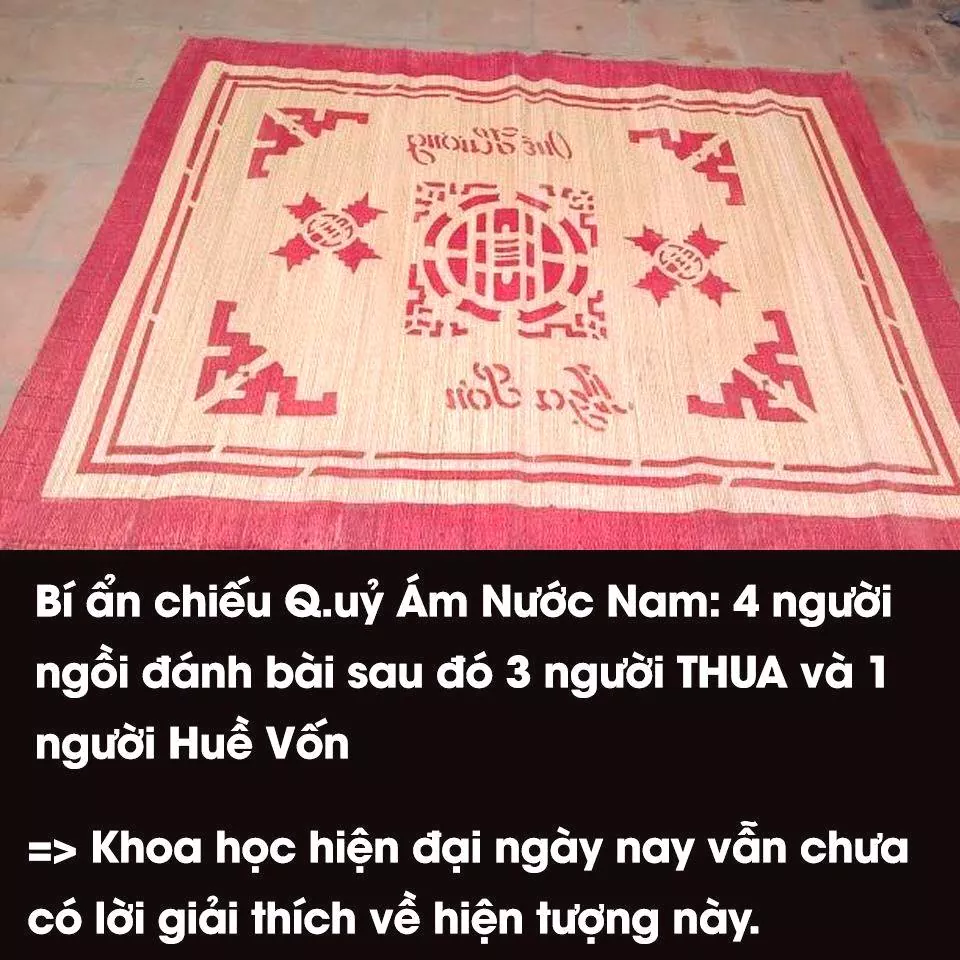 Quê Hương
Nga Sơn
Bí ẩn chiếu Q.uỷ Ám Nước Nam: 4 người
ngồi đánh bài sau đó 3 người THUA và 1
người Huề Vốn
=> Khoa học hiện đại ngày nay vẫn chưa
có lời giải thích về hiện tượng này.